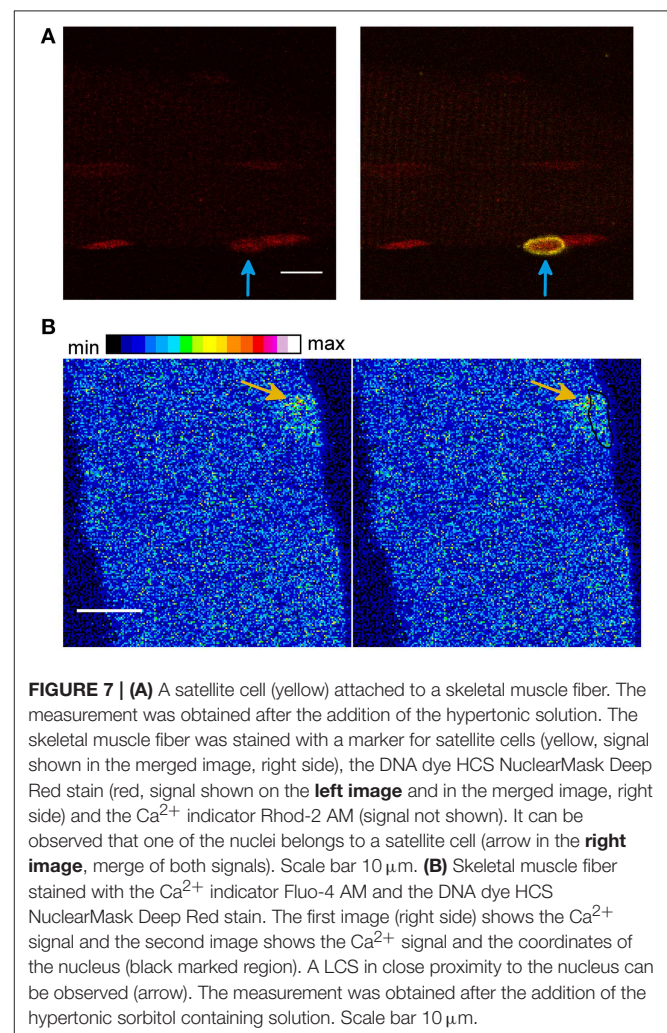 A
B
min max
FIGURE 7 | (A) A satellite cell (yellow) attached to a skeletal muscle fiber. The
measurement was obtained after the addition of the hypertonic solution. The
skeletal muscle fiber was stained with a marker for satellite cells (yellow, signal
shown in the merged image, right side), the DNA dye HCS NuclearMask Deep
Red stain (red, signal shown on the left image and in the merged image, right
side) and the Ca²⁺ indicator Rhod-2 AM (signal not shown). It can be
observed that one of the nuclei belongs to a satellite cell (arrow in the right
image, merge of both signals). Scale bar 10 μm. (B) Skeletal muscle fiber
stained with the Ca²⁺ indicator Fluo-4 AM and the DNA dye HCS
NuclearMask Deep Red stain. The first image (right side) shows the Ca²⁺
signal and the second image shows the Ca²⁺ signal and the coordinates of
the nucleus (black marked region). A LCS in close proximity to the nucleus can
be observed (arrow). The measurement was obtained after the addition of the
hypertonic sorbitol containing solution. Scale bar 10 μm.